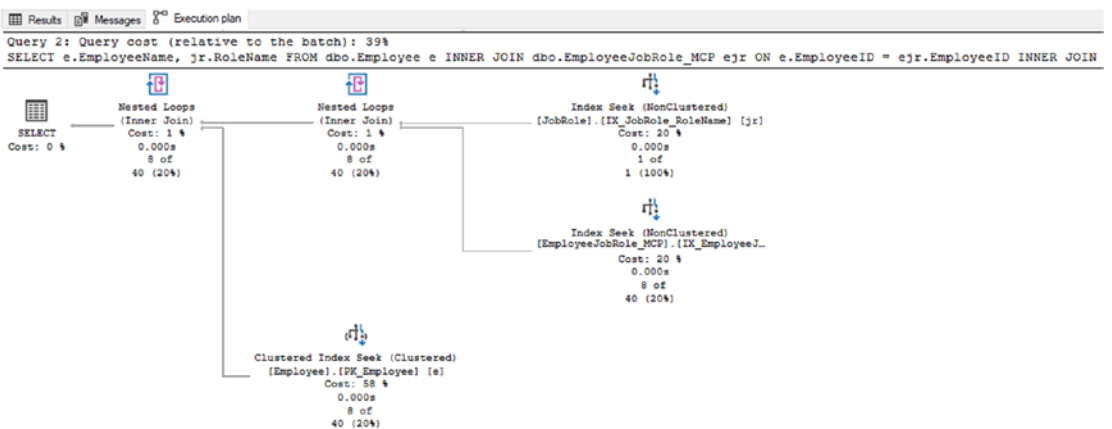 Results Messages Execution plan
Query 2: Query cost (relative to the batch): 39%
SELECT e.EmployeeName, jr.RoleName FROM dbo.Employee e INNER JOIN dbo.EmployeeJobRole_MCP ejr ON e.EmployeeID = ejr.EmployeeID INNER JOIN
SELECT
Cost: 0 %
Nested Loops
(Inner Join)
Cost: 1 %
0.000s
8 of
40 (20%)
Nested Loops
(Inner Join)
Cost: 1 %
0.000s
8 of
40 (20%)
Index Seek (NonClustered)
[JobRole].[IX_JobRole_RoleName] [jr]
Cost: 20 %
0.000s
1 of
1 (100%)
Index Seek (NonClustered)
[EmployeeJobRole_MCP].[IX_EmployeeJ…
Cost: 20 %
0.000s
8 of
40 (20%)
Clustered Index Seek (Clustered)
[Employee].[PK_Employee] [e]
Cost: 58 %
0.000s
8 of
40 (20%)